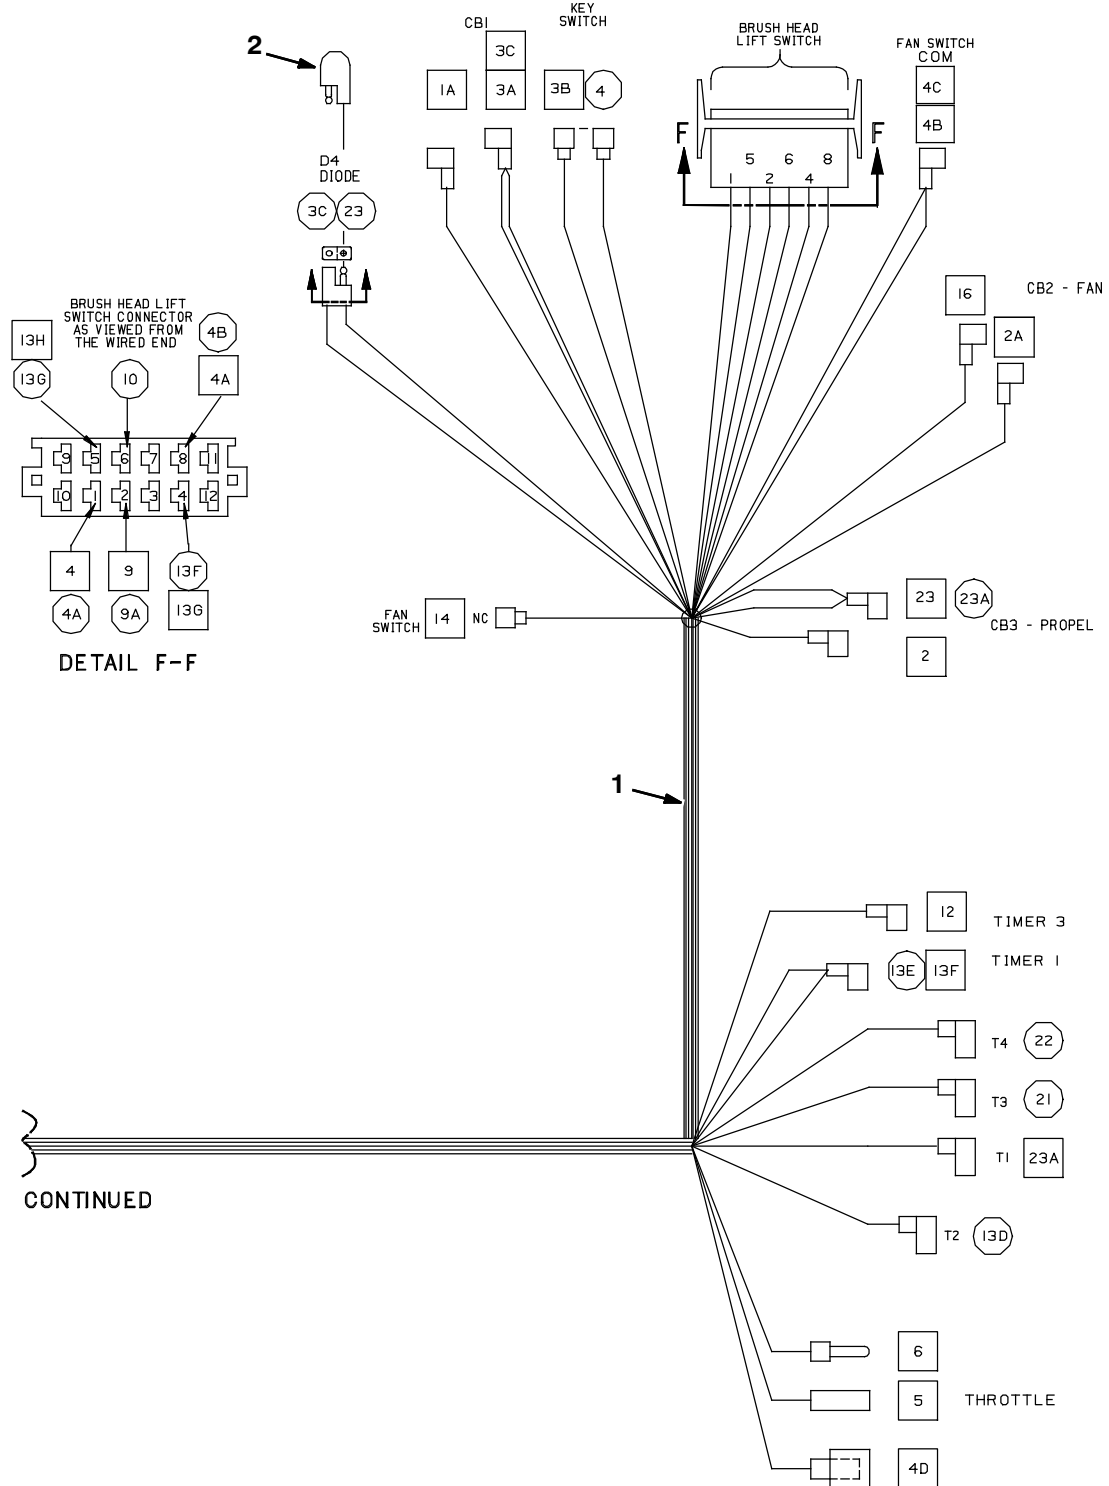 2
CB1
KEY
SWITCH
3C
1A
3A
3B
4
BRUSH HEAD
LIFT SWITCH
FAN SWITCH
COM
4C
4B
F
F
5 6 8
1 2 4
D4
DIODE
3C
23
16
CB2 - FAN
2A
BRUSH HEAD LIFT
SWITCH CONNECTOR
AS VIEWED FROM
THE WIRED END
13H
13G
10
4B
4A
9 5 6 7 8 11
10 1 2 3 4 12
4
9
13F
4A
9A
13G
DETAIL F-F
FAN
SWITCH
14
NC
23
23A
CB3 - PROPEL
2
1
12
TIMER 3
13E
13F
TIMER 1
T4
22
T3
21
T1
23A
T2
13D
CONTINUED
6
5
THROTTLE
4D